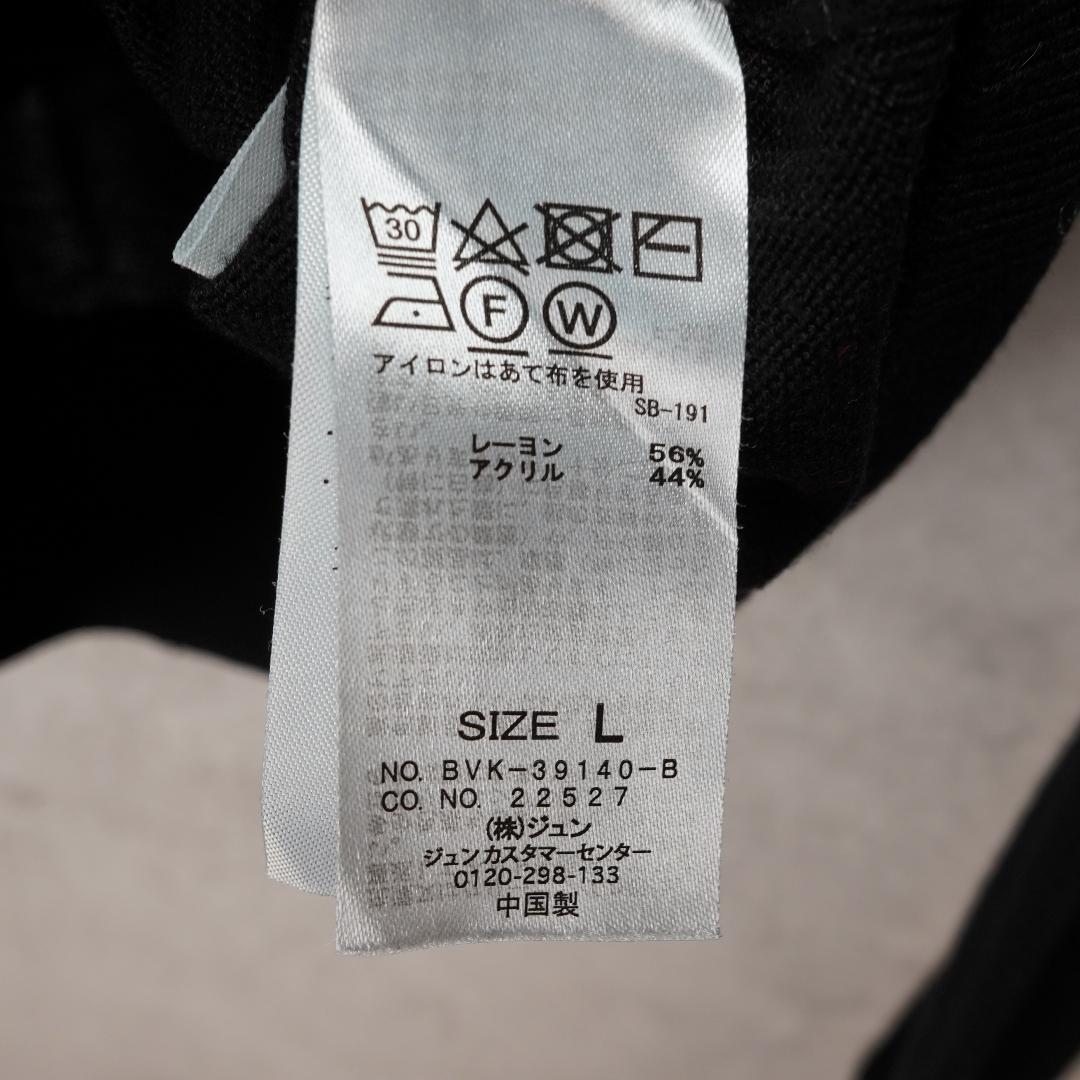 30
F W
アイロンはあて布を使用
SB-191
レーヨン 56%
アクリル 44%
SIZE L
NO. BVK-39140-B
CO. NO. 22527
(株)ジュン
ジュンカスタマーセンター
0120-298-133
中国製